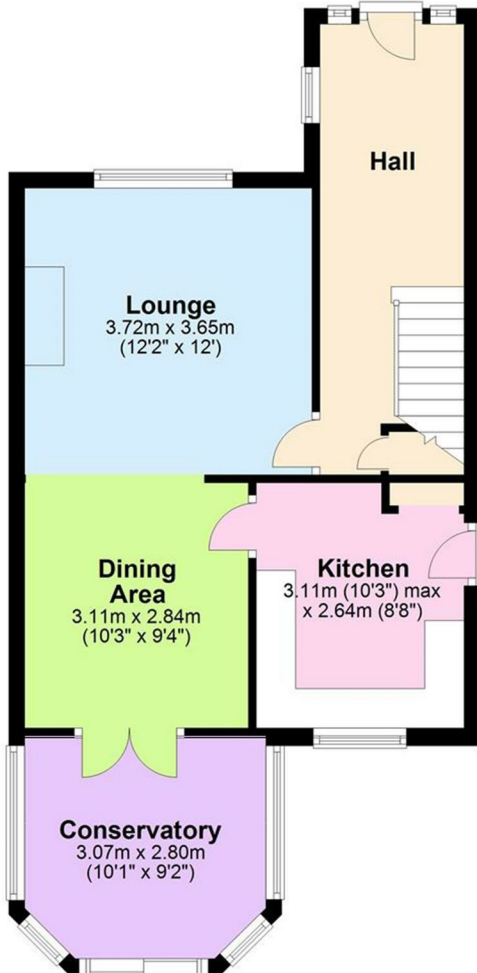 Hall
Lounge
3.72m x 3.65m
(12'2" x 12')
Dining
Area
3.11m x 2.84m
(10'3" x 9'4")
Kitchen
3.11m (10'3") max
x 2.64m (8'8")
Conservatory
3.07m x 2.80m
(10'1" x 9'2")